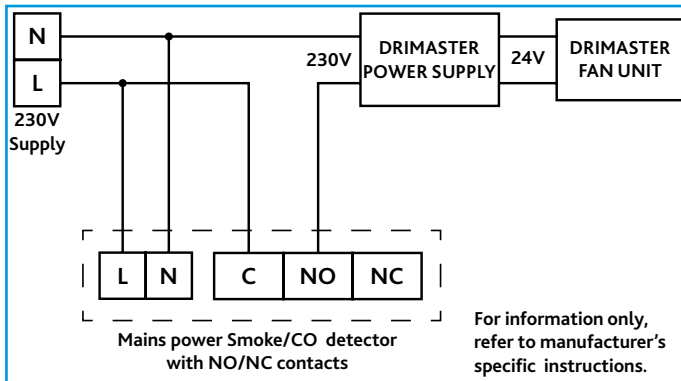 N
L
230V
Supply
230V
DRIMASTER
POWER SUPPLY
24V
DRIMASTER
FAN UNIT
L
N
C
NO
NC
Mains power Smoke/CO detector
with NO/NC contacts
For information only,
refer to manufacturer's
specific instructions.